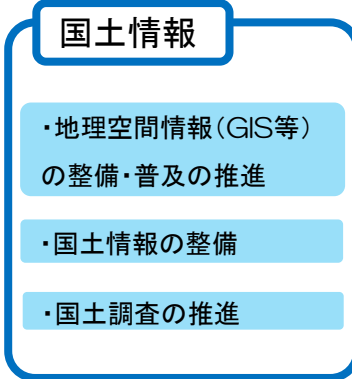 国土情報
・地理空間情報（GIS等）
の整備・普及の推進
・国土情報の整備
・国土調査の推進